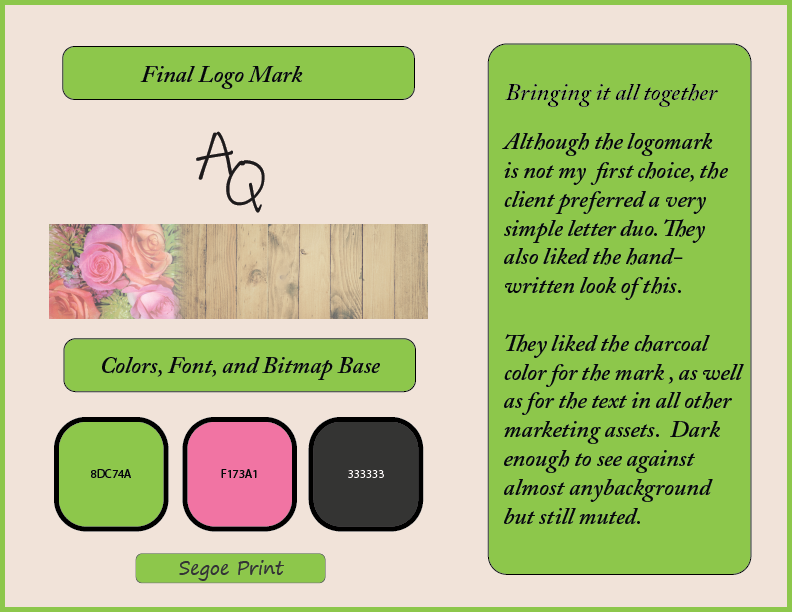 Final Logo Mark
AQ
Colors, Font, and Bitmap Base
8DC74A
F173A1
333333
Segoe Print
Bringing it all together
Although the logomark
is not my first choice, the
client preferred a very
simple letter duo. They
also liked the hand-
written look of this.
They liked the charcoal
color for the mark , as well
as for the text in all other
marketing assets. Dark
enough to see against
almost anybackground
but still muted.